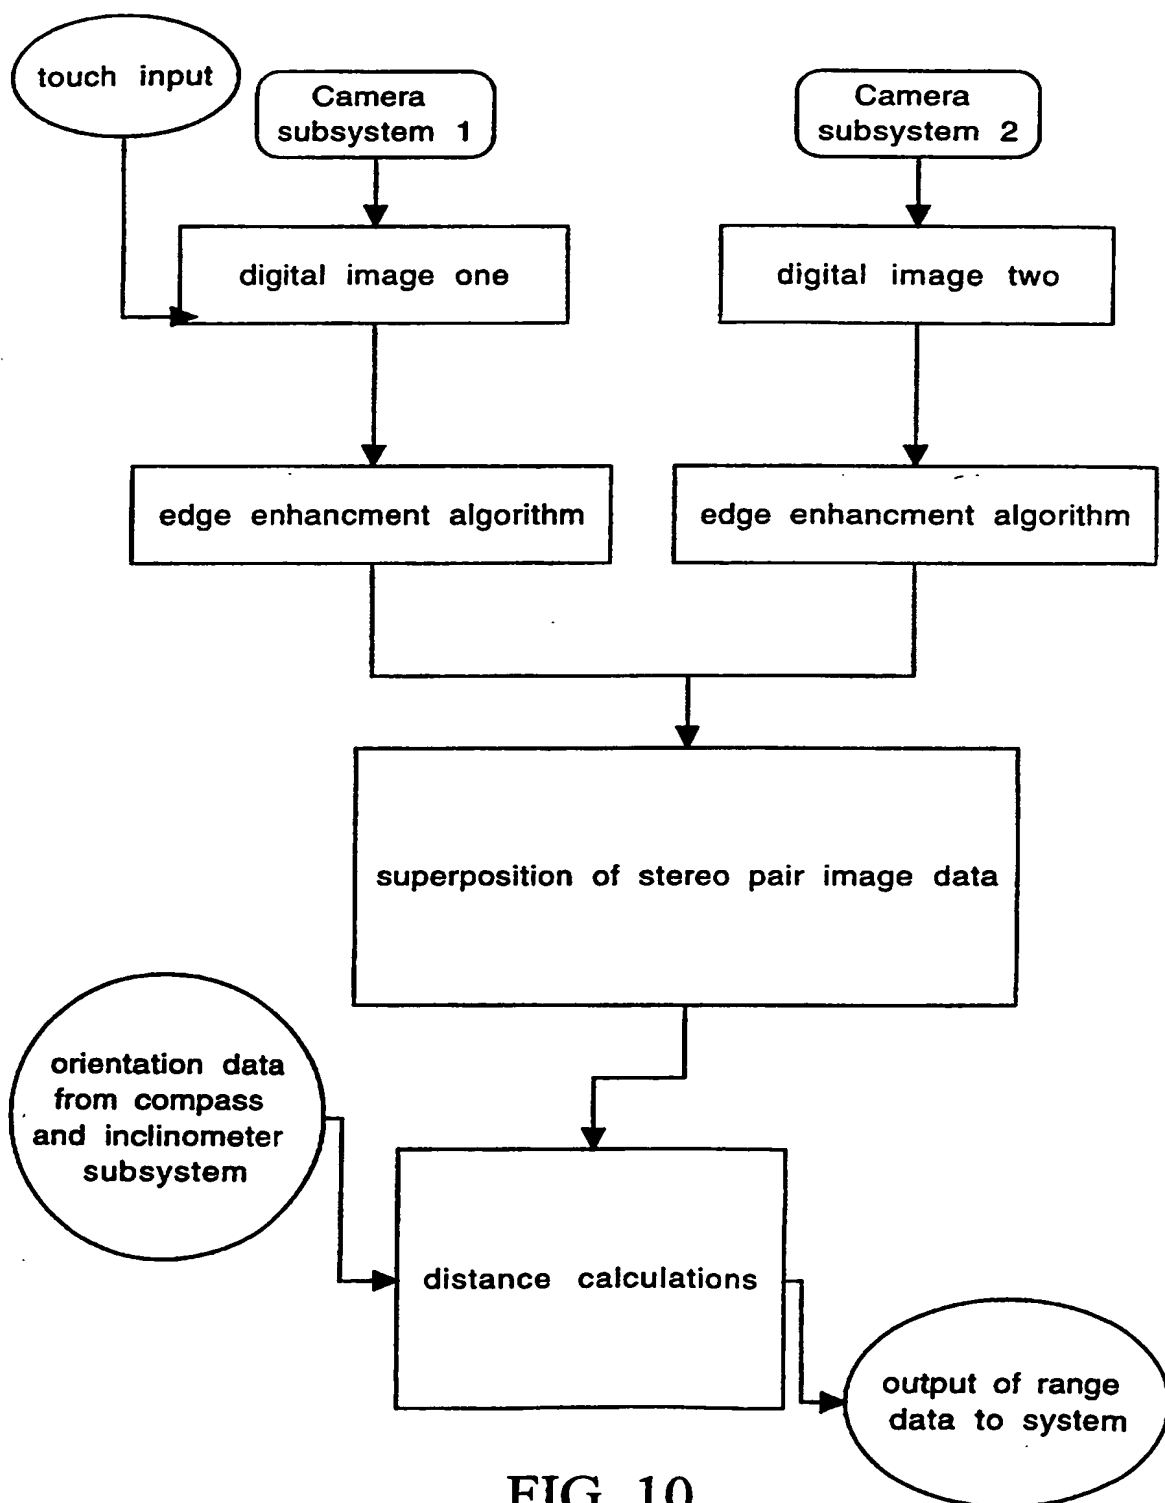 touch input
Camera
subsystem 1
Camera
subsystem 2
digital image one
digital image two
edge enhancment algorithm
edge enhancment algorithm
superposition of stereo pair image data
orientation data
from compass
and inclinometer
subsystem
distance calculations
output of range
data to system
FIG. 10